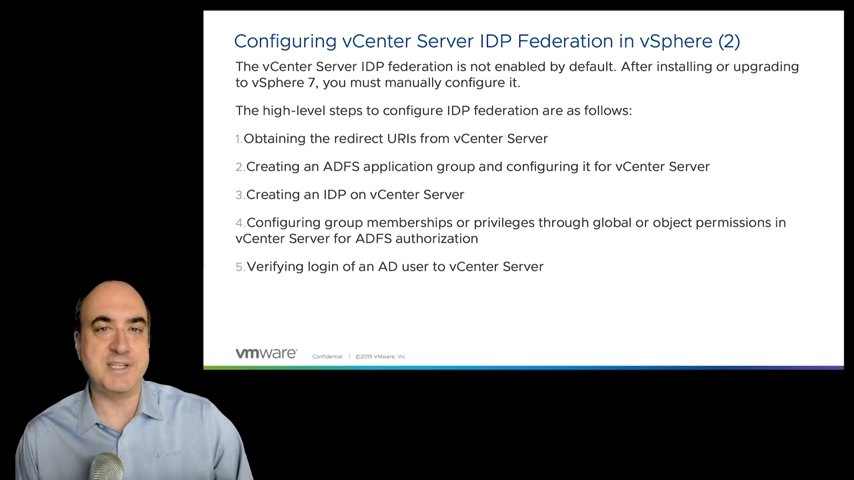 Configuring vCenter Server IDP Federation in vSphere (2)
The vCenter Server IDP federation is not enabled by default. After installing or upgrading
to vSphere 7, you must manually configure it.
The high-level steps to configure IDP federation are as follows:
1.Obtaining the redirect URIs from vCenter Server
2.Creating an ADFS application group and configuring it for vCenter Server
3.Creating an IDP on vCenter Server
4.Configuring group memberships or privileges through global or object permissions in
vCenter Server for ADFS authorization
5.Verifying login of an AD user to vCenter Server
vmware® Confidential | ©2019 VMware, Inc.